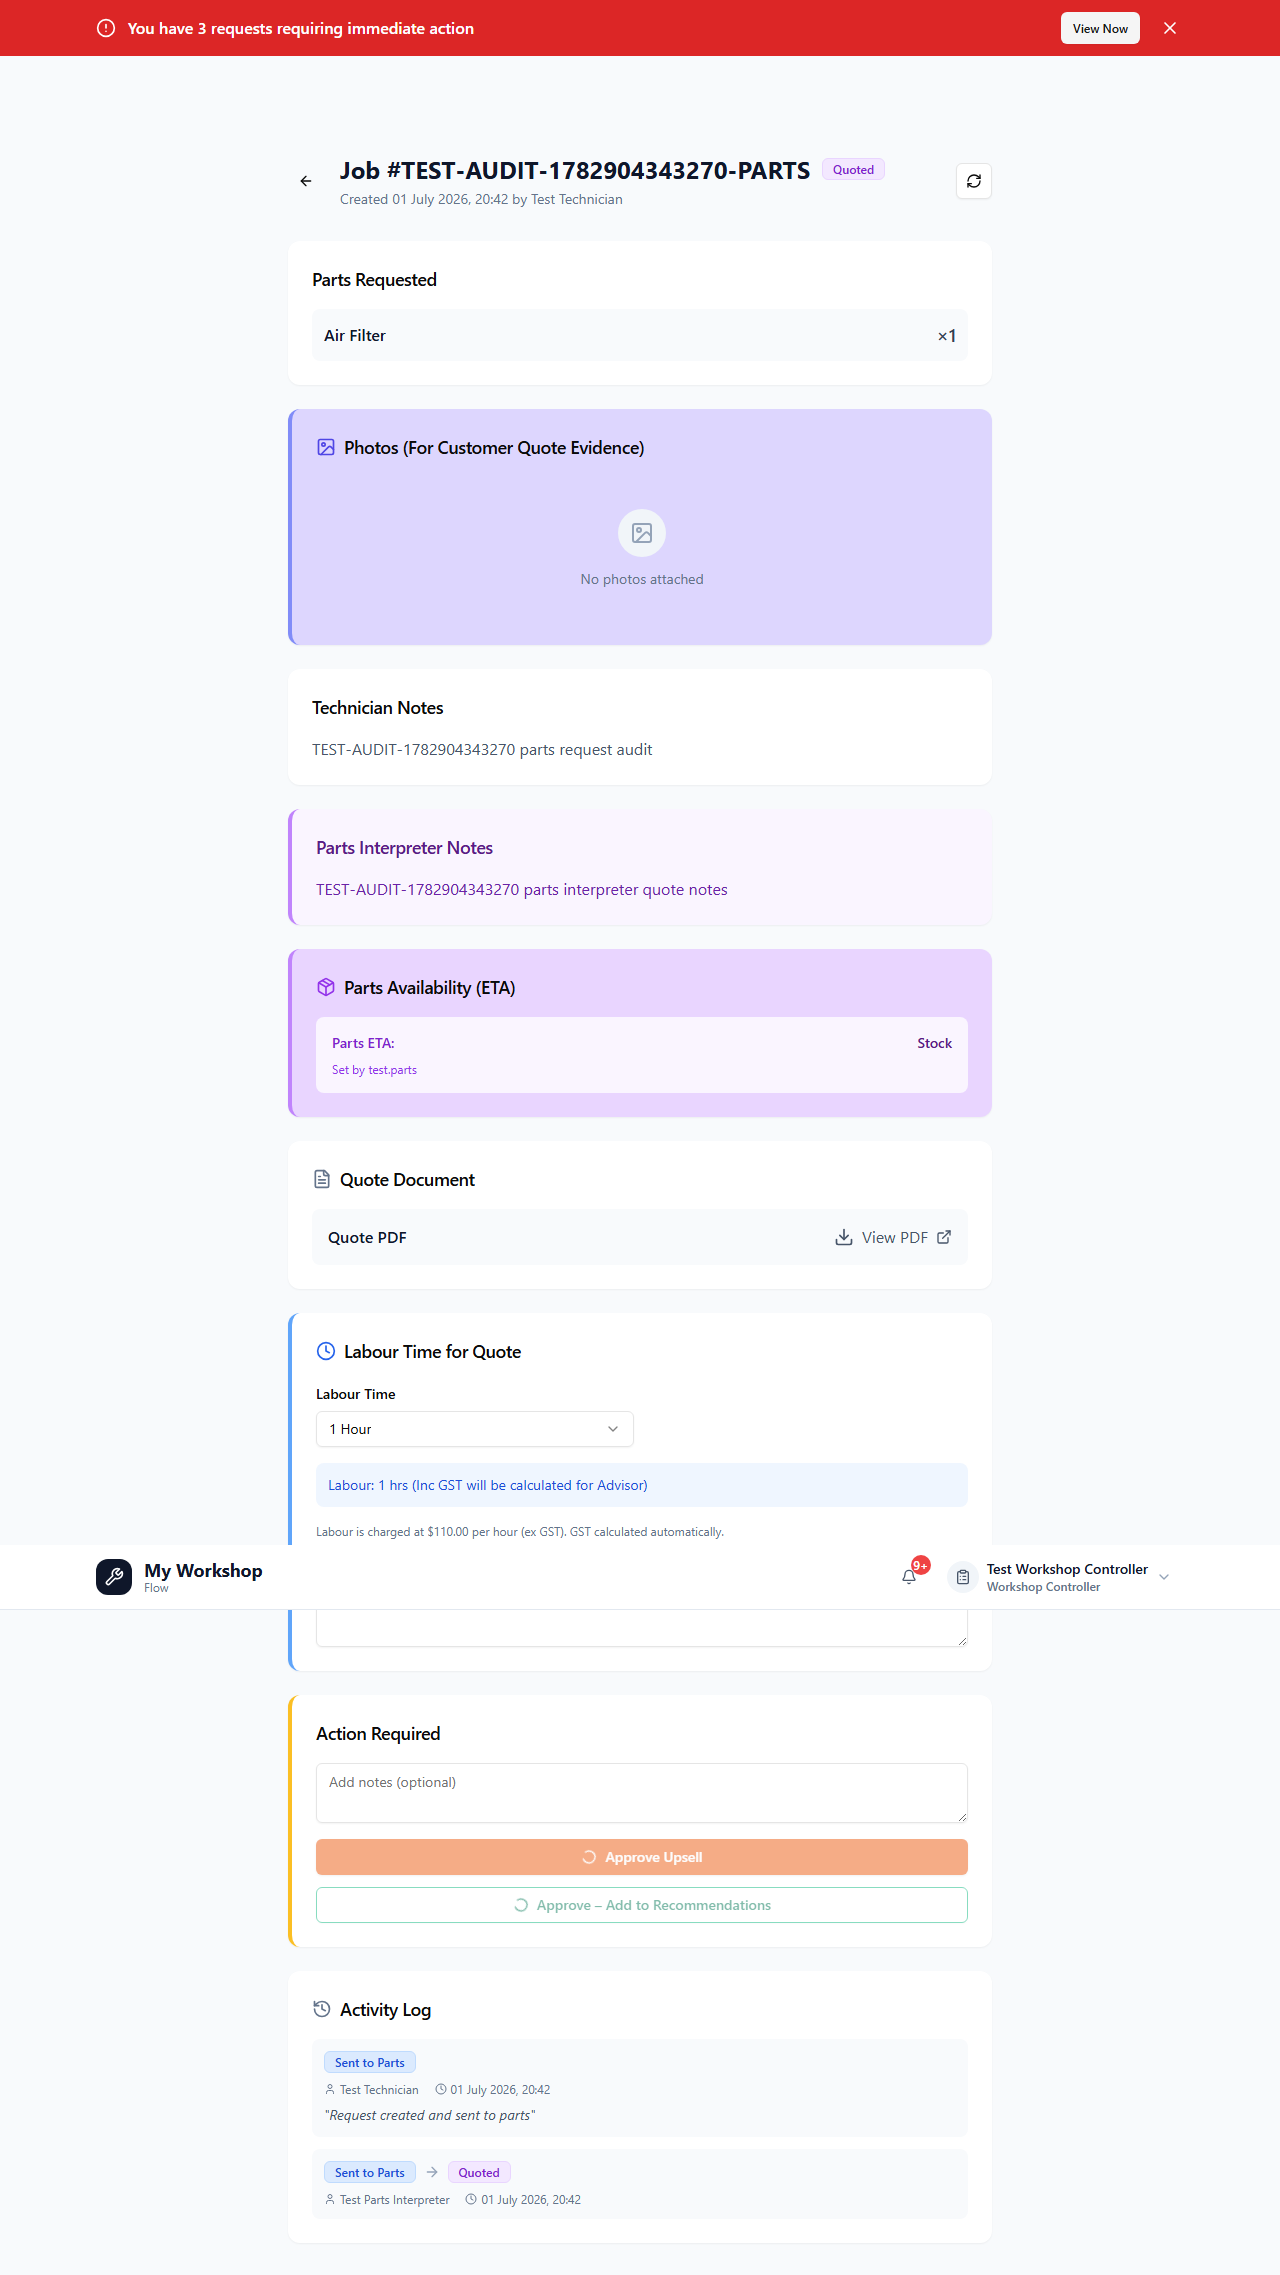 You have 3 requests requiring immediate action
View Now
Job #TEST-AUDIT-1782904343270-PARTS
Quoted
Created 01 July 2026, 20:42 by Test Technician
Parts Requested
Air Filter
×1
Photos (For Customer Quote Evidence)
No photos attached
Technician Notes
TEST-AUDIT-1782904343270 parts request audit
Parts Interpreter Notes
TEST-AUDIT-1782904343270 parts interpreter quote notes
Parts Availability (ETA)
Parts ETA:
Stock
Set by test.parts
Quote Document
Quote PDF
View PDF
Labour Time for Quote
Labour Time
1 Hour
Labour: 1 hrs (Inc GST will be calculated for Advisor)
Labour is charged at $110.00 per hour (ex GST). GST calculated automatically.
My Workshop
Flow
9+
Test Workshop Controller
Workshop Controller
Action Required
Add notes (optional)
Approve Upsell
Approve – Add to Recommendations
Activity Log
Sent to Parts
Test Technician
01 July 2026, 20:42
"Request created and sent to parts"
Sent to Parts → Quoted
Test Parts Interpreter
01 July 2026, 20:42